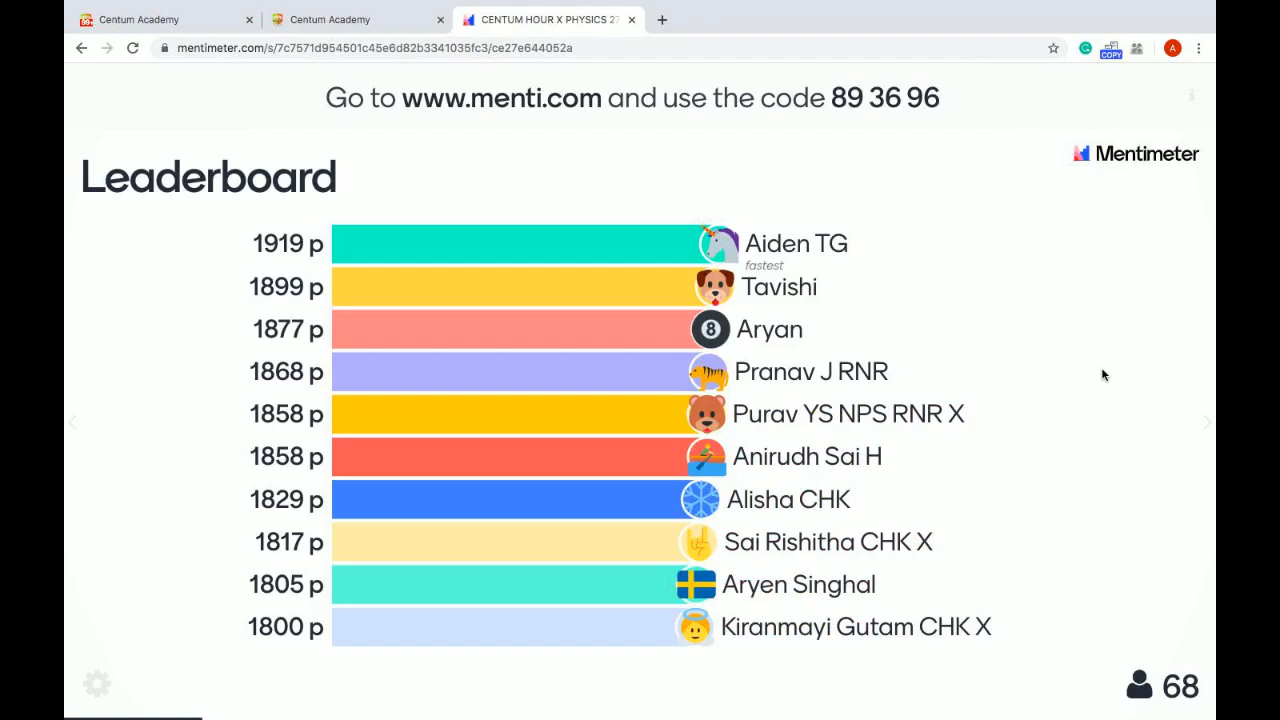 Centum Academy
Centum Academy
CENTUM HOUR X PHYSICS 27
mentimeter.com/s/7c7571d954501c45e6d82b3341035fc3/ce27e644052a
COPY
A
Go to www.menti.com and use the code 89 36 96
Mentimeter
Leaderboard
1919 p Aiden TG
fastest
1899 p Tavishi
1877 p 8 Aryan
1868 p Pranav J RNR
1858 p Purav YS NPS RNR X
1858 p Anirudh Sai H
1829 p Alisha CHK
1817 p Sai Rishitha CHK X
1805 p Aryen Singhal
1800 p Kiranmayi Gutam CHK X
68